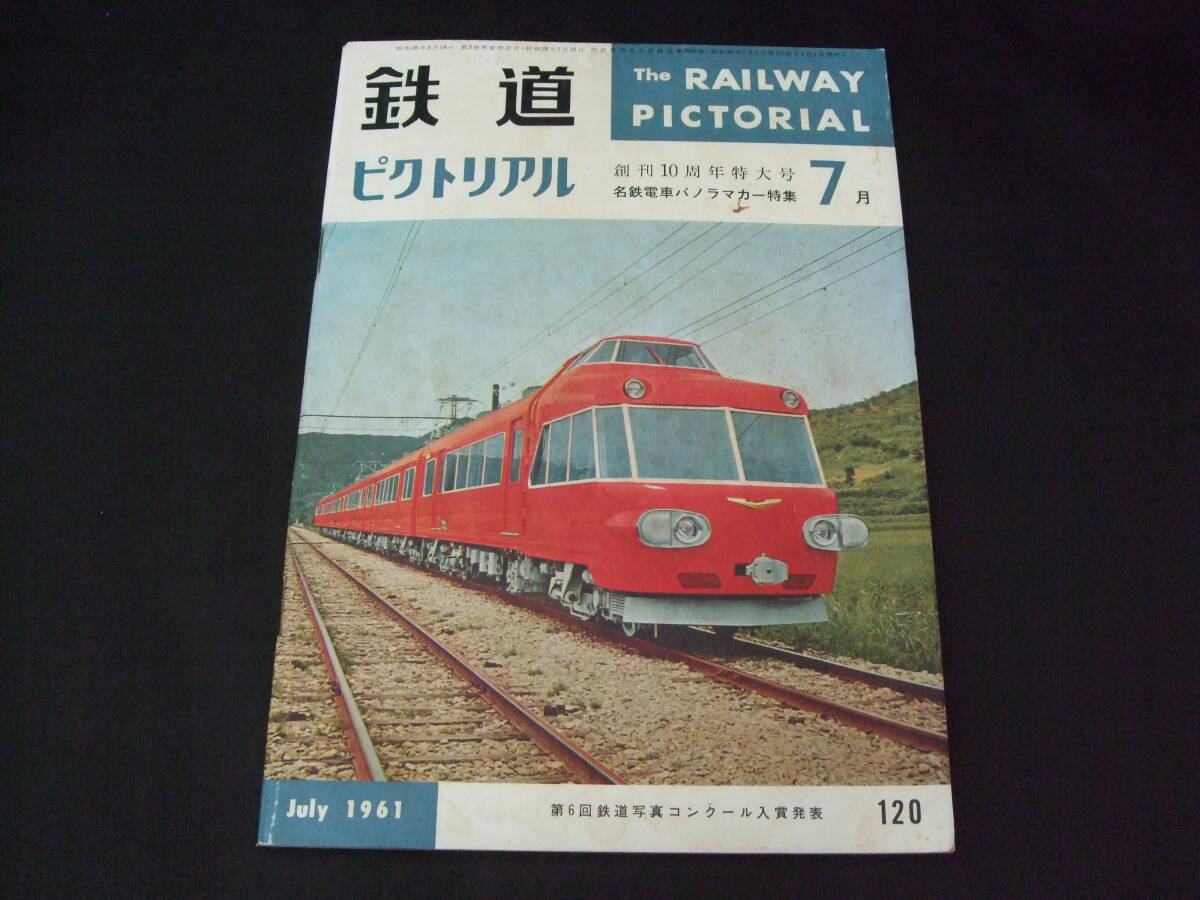 鉄道
ピクトリアル
The RAILWAY
PICTORIAL
創刊10周年特大号
名鉄電車パノラマカー特集
7月
July 1961
第6回鉄道写真コンクール入賞発表
120